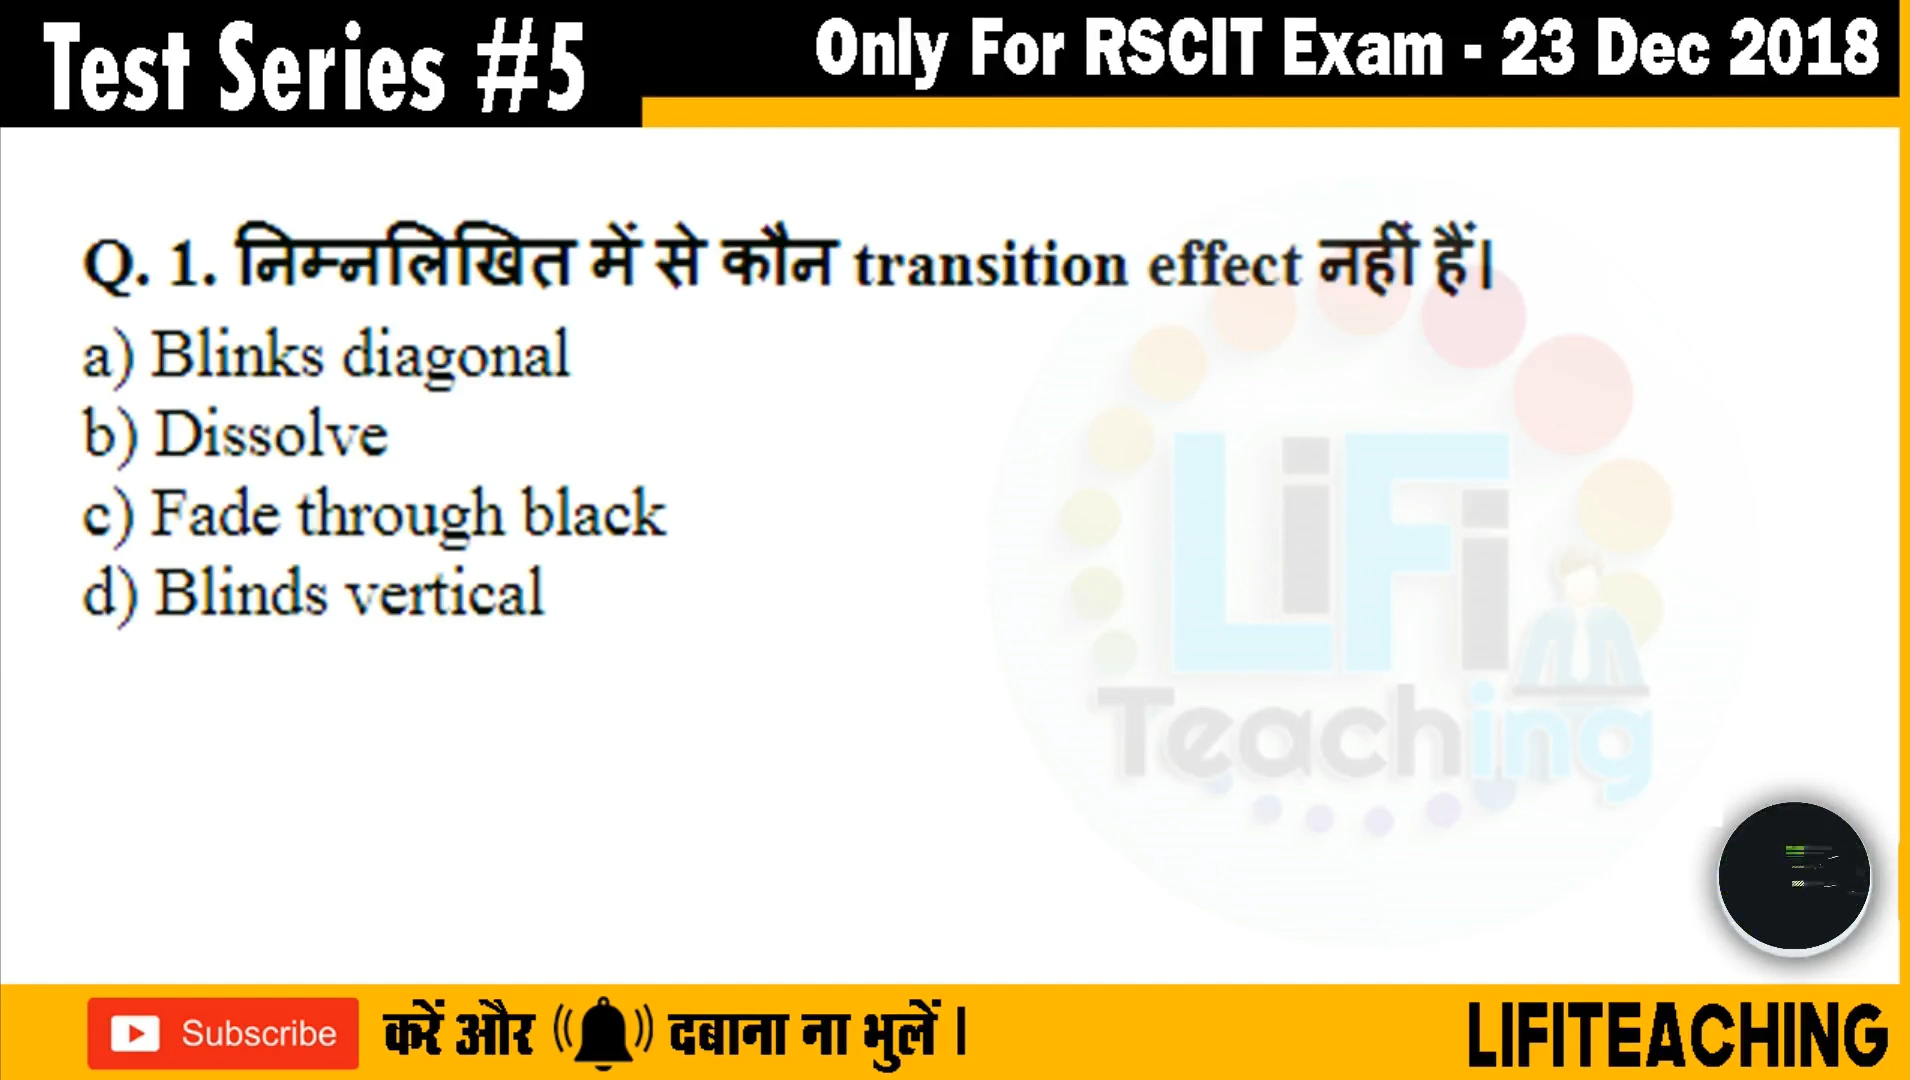 Test Series #5
Only For RSCIT Exam - 23 Dec 2018
Q. 1. निम्नलिखित में से कौन transition effect नहीं हैं।
a) Blinks diagonal
b) Dissolve
c) Fade through black
d) Blinds vertical
LiFi
Teaching
Subscribe करें और दबाना ना भुलें ।
LIFITEACHING